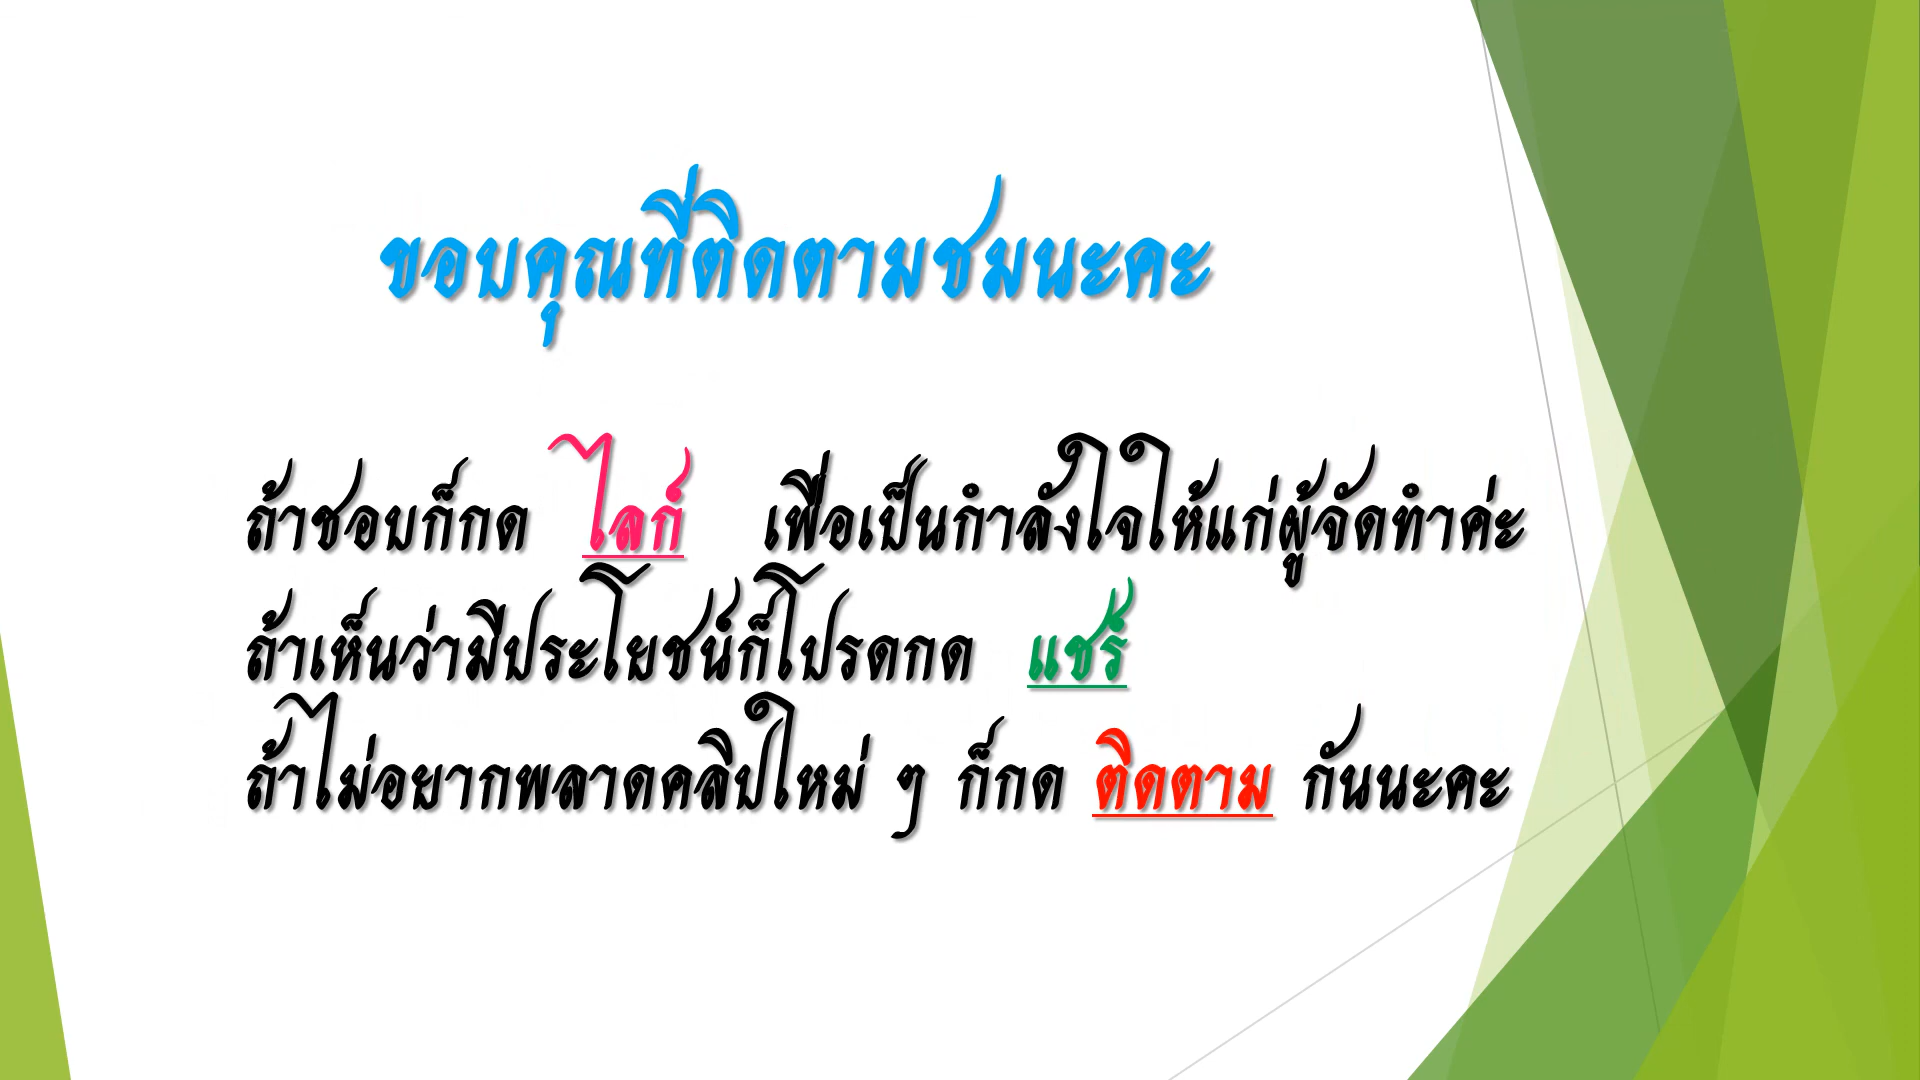 ขอบคุณที่ติดตามชมนะคะ
ถ้าชอบก็กด ไลก์ เพื่อเป็นกำลังใจให้แก่ผู้จัดทำค่ะ
ถ้าเห็นว่ามีประโยชน์ก็โปรดกด แชร์
ถ้าไม่อยากพลาดคลิปใหม่ ๆ ก็กด ติดตาม กันนะคะ